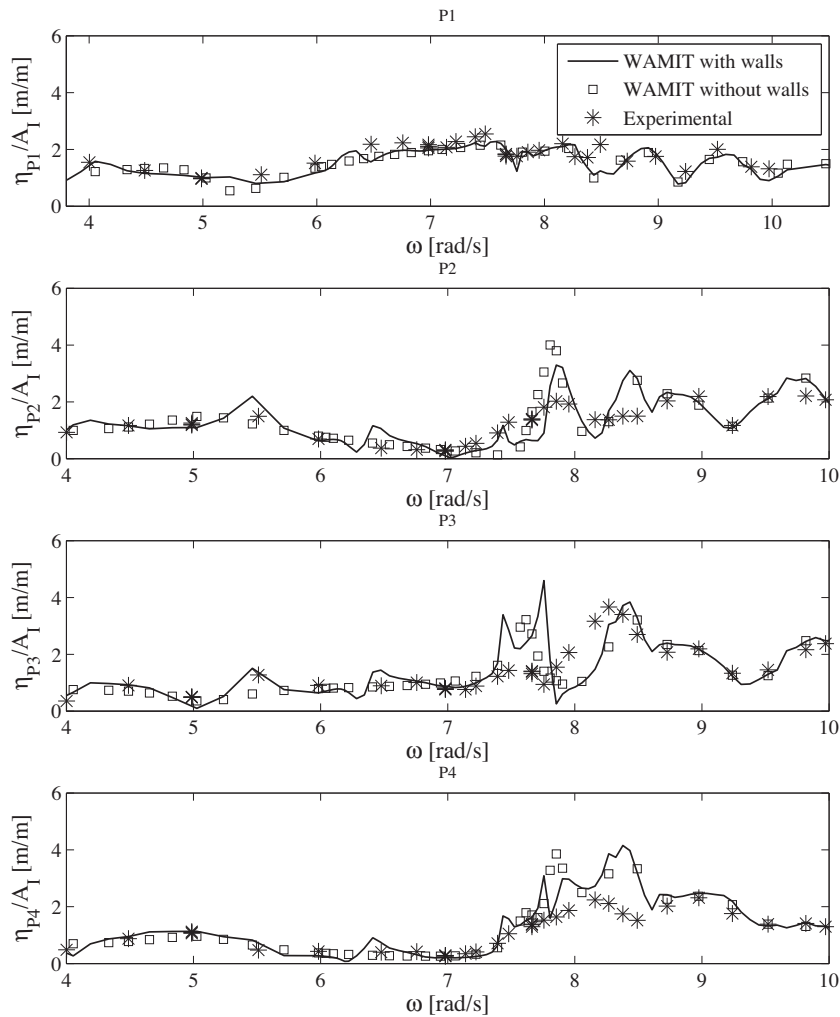 P1
6
4
2
0
η_P1/A_I [m/m]
WAMIT with walls
WAMIT without walls
Experimental
4 5 6 7 8 9 10
ω [rad/s]
P2
6
4
2
0
η_P2/A_I [m/m]
4 5 6 7 8 9 10
ω [rad/s]
P3
6
4
2
0
η_P3/A_I [m/m]
4 5 6 7 8 9 10
ω [rad/s]
P4
6
4
2
0
η_P4/A_I [m/m]
4 5 6 7 8 9 10
ω [rad/s]